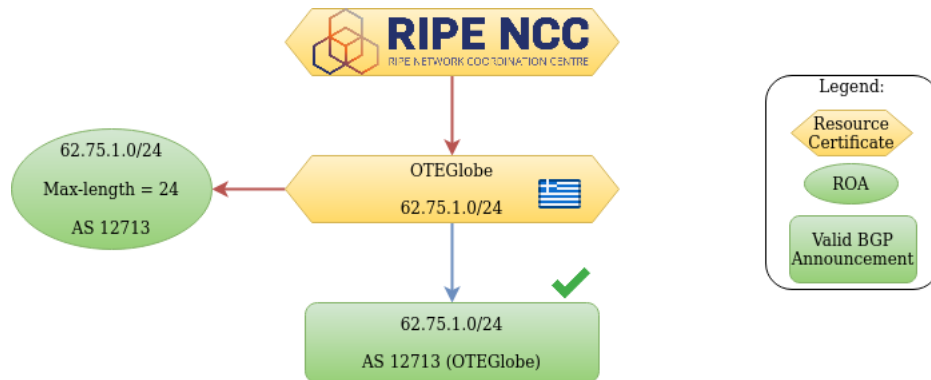 RIPE NCC
RIPE NETWORK COORDINATION CENTRE
OTEGlobe
62.75.1.0/24
62.75.1.0/24
Max-length = 24
AS 12713
62.75.1.0/24
AS 12713 (OTEGlobe)
Legend:
Resource
Certificate
ROA
Valid BGP
Announcement